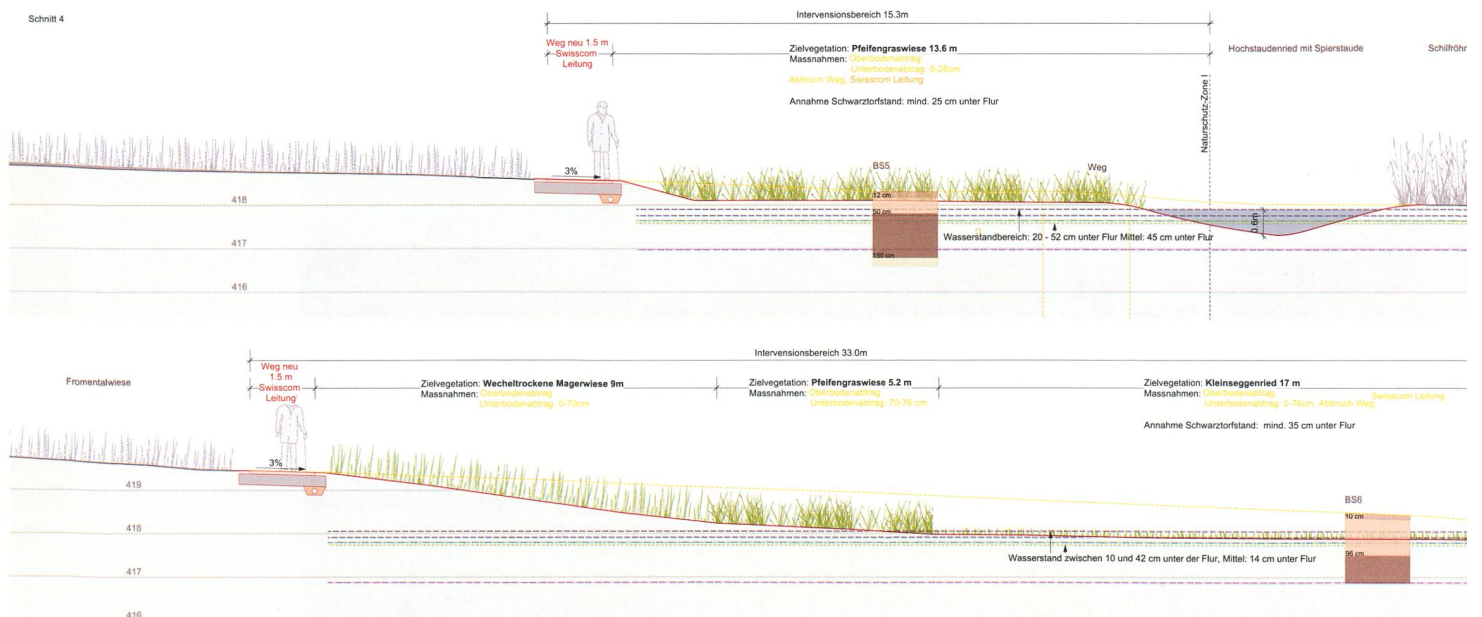 Schnitt 4
Intervensionsbereich 15.3m
Weg neu 1.5 m
Swisscom
Leitung
Zielvegetation: Pfeifengraswiese 13.6 m
Massnahmen: Oberbodenabtrag
Unterbodenabtrag: 0-28cm
Abbruch Weg, Swisscom Leitung
Annahme Schwarztorfstand: mind. 25 cm unter Flur
Hochstaudenried mit Spierstaude
Schilfröhr
Naturschutz-Zone I
3%
BS5
Weg
12 cm
50 cm
150 cm
418
417
416
0.6m
Wasserstandbereich: 20 - 52 cm unter Flur Mittel: 45 cm unter Flur
Intervensionsbereich 33.0m
Fromentalwiese
Weg neu
1.5 m
Swisscom
Leitung
Zielvegetation: Wecheltrockene Magerwiese 9m
Massnahmen: Oberbodenabtrag
Unterbodenabtrag: 0-70cm
Zielvegetation: Pfeifengraswiese 5.2 m
Massnahmen: Oberbodenabtrag
Unterbodenabtrag: 70-76 cm
Zielvegetation: Kleinseggenried 17 m
Massnahmen: Oberbodenabtrag
Swisscom Leitung
Unterbodenabtrag: 0-76cm, Abbruch Weg,
Annahme Schwarztorfstand: mind. 35 cm unter Flur
3%
419
418
417
416
BS6
10 cm
96 cm
Wasserstand zwischen 10 und 42 cm unter der Flur, Mittel: 14 cm unter Flur